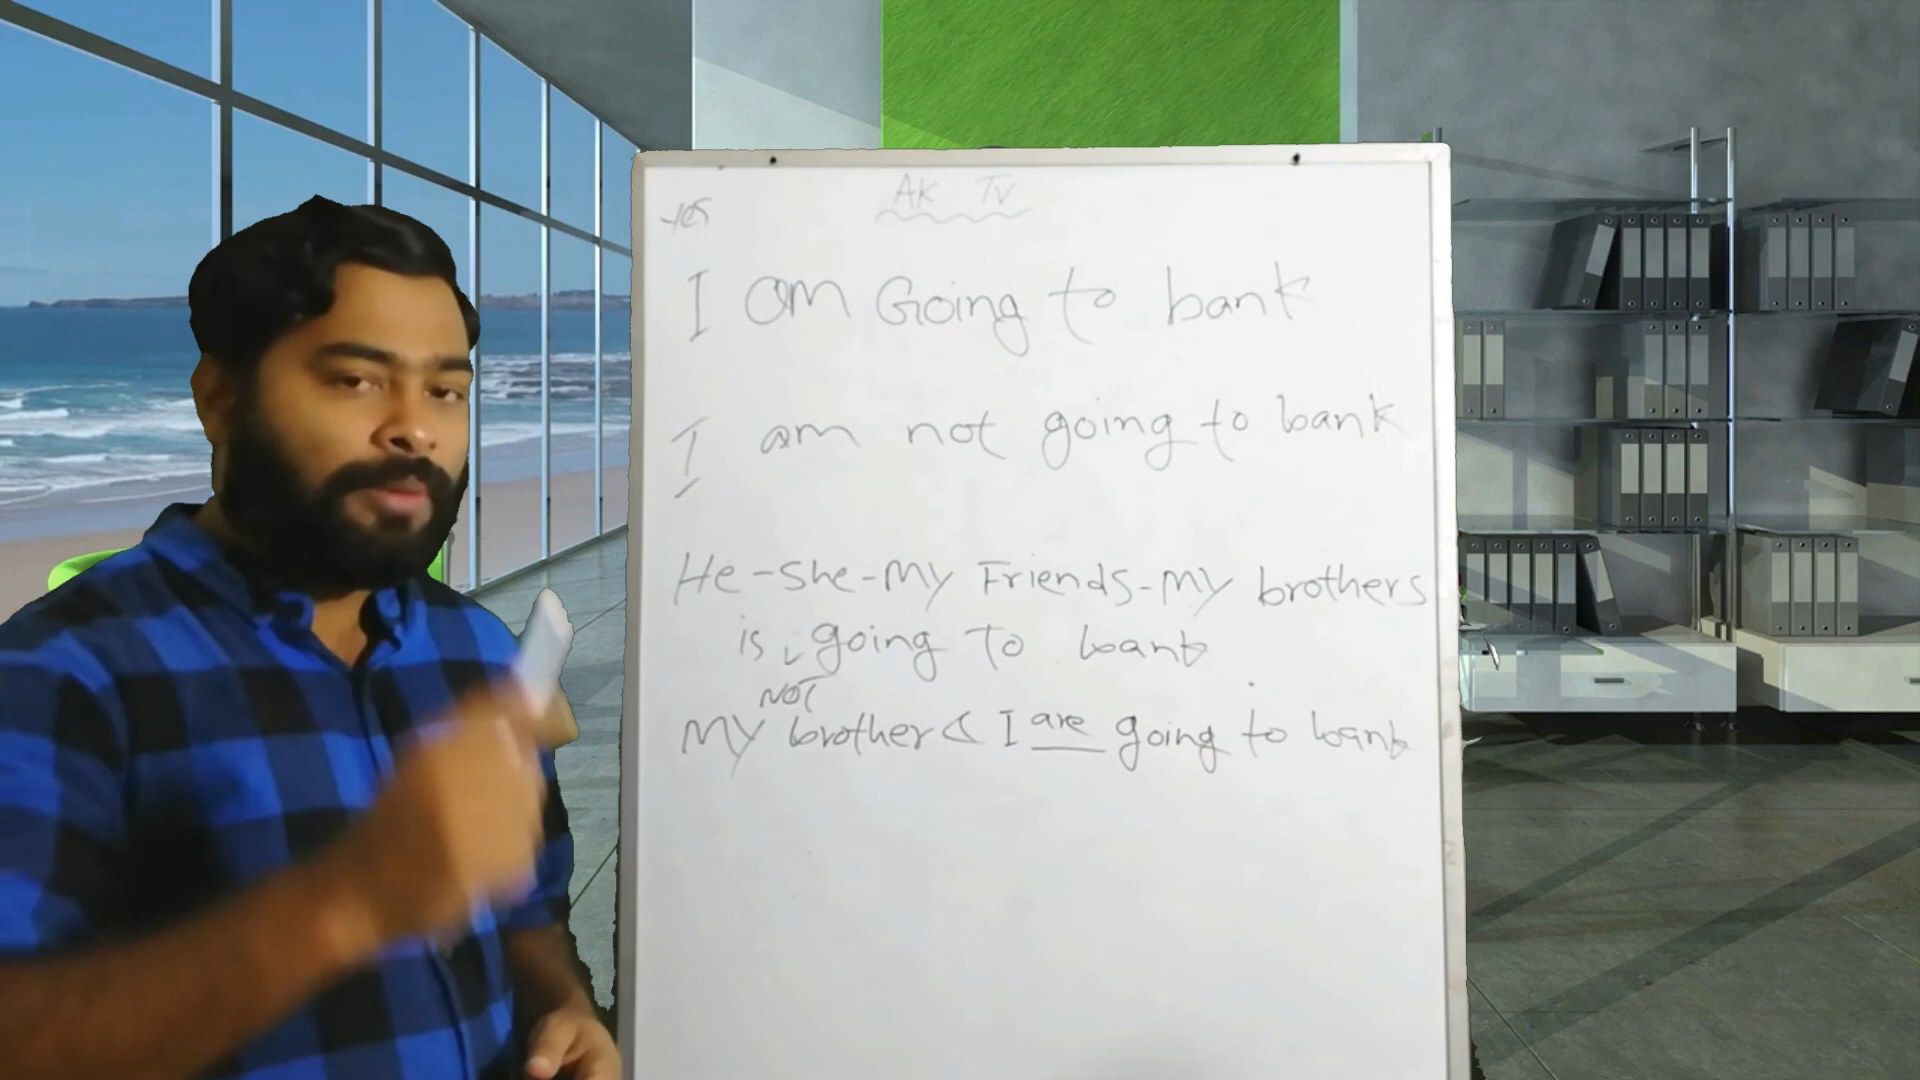 AK TV
yes
I am Going to bank
I am not going to bank
He-She-My Friends-My brothers
is going to bank
NOT
My brother & I are going to bank